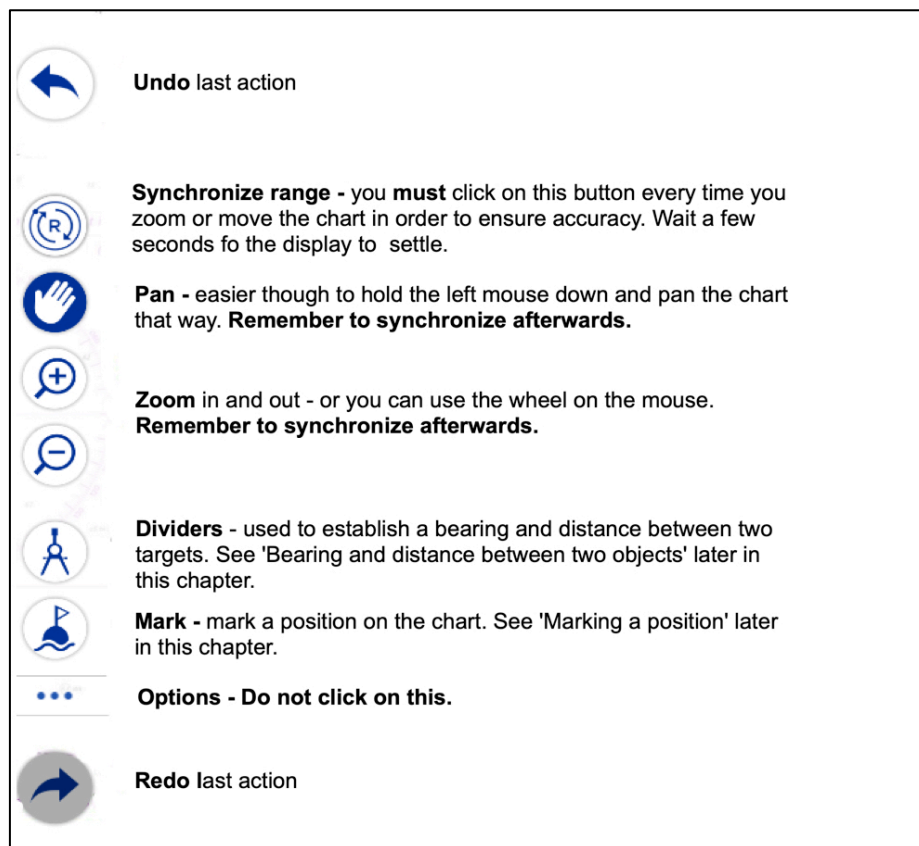 Undo last action
Synchronize range - you must click on this button every time you
zoom or move the chart in order to ensure accuracy. Wait a few
seconds fo the display to  settle.
R
Pan - easier though to hold the left mouse down and pan the chart
that way. Remember to synchronize afterwards.
Zoom in and out - or you can use the wheel on the mouse.
Remember to synchronize afterwards.
Dividers - used to establish a bearing and distance between two
targets. See 'Bearing and distance between two objects' later in
this chapter.
Mark - mark a position on the chart. See 'Marking a position' later
in this chapter.
Options - Do not click on this.
Redo last action